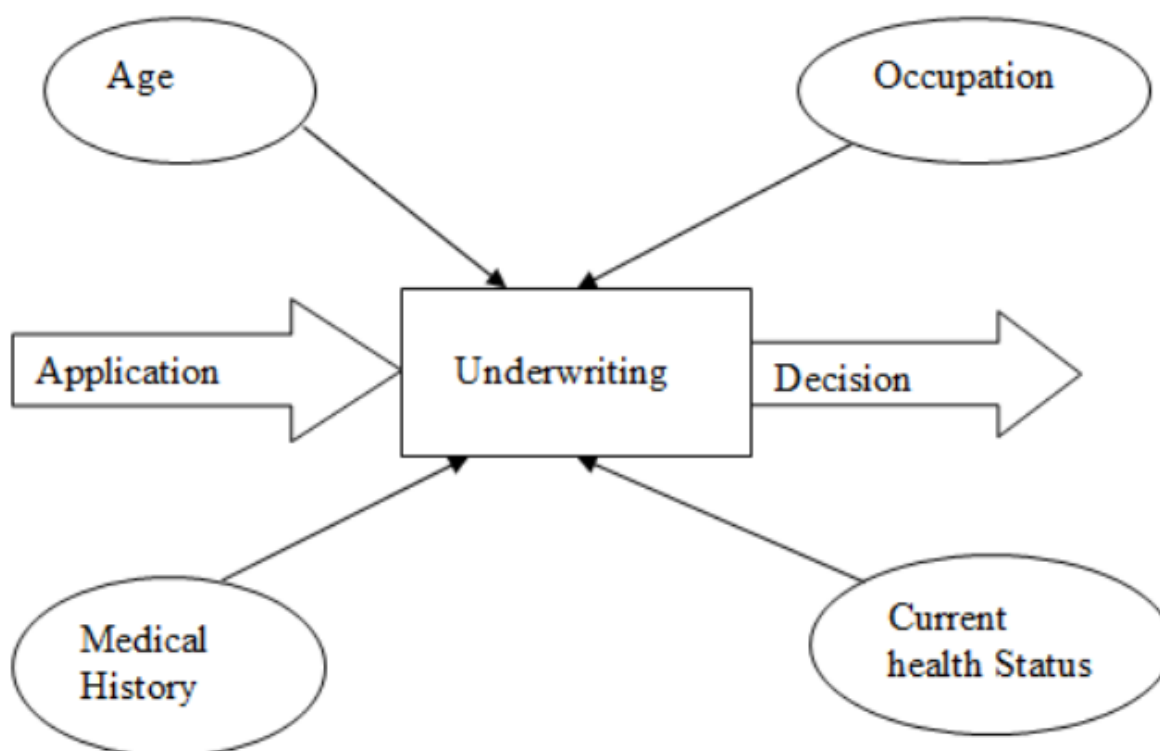 Age
Occupation
Application
Underwriting
Decision
Medical
History
Current
health Status